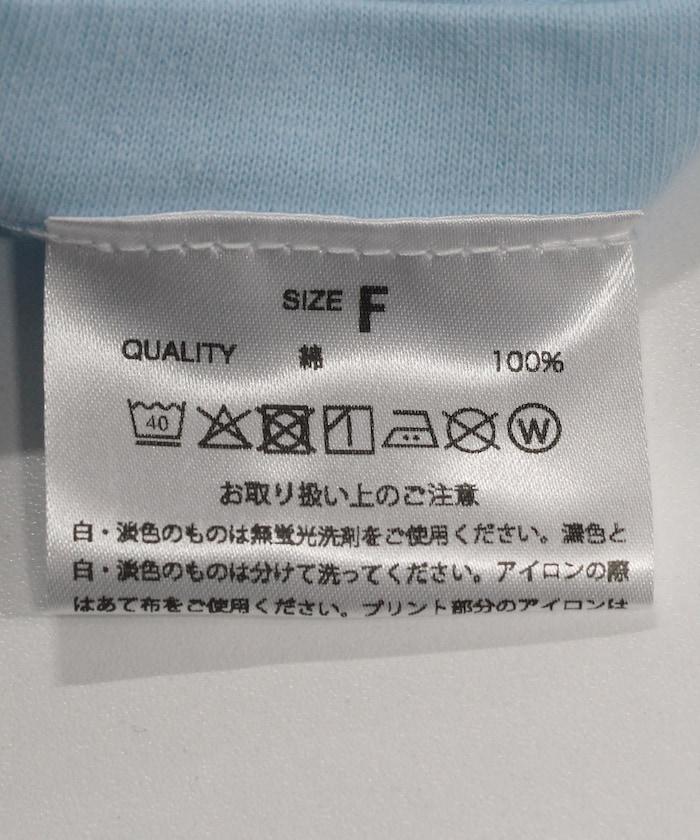 SIZE F
QUALITY 綿 100%
40 W
お取り扱い上のご注意
白・淡色のものは無蛍光洗剤をご使用ください。濃色と
白・淡色のものは分けて洗ってください。アイロンの際
はあて布をご使用ください。プリント部分のアイロンは